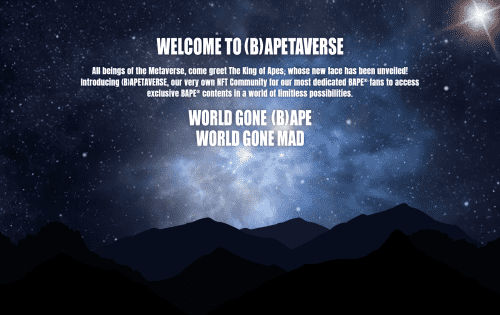 WELCOME TO (B)APETAVERSE
All beings of the Metaverse, come greet The King of Apes, whose new face has been unveiled!
Introducing (B)APETAVERSE, our very own NFT Community for our most dedicated BAPE® fans to access
exclusive BAPE® contents in a world of limitless possibilities.
WORLD GONE (B)APE
WORLD GONE MAD